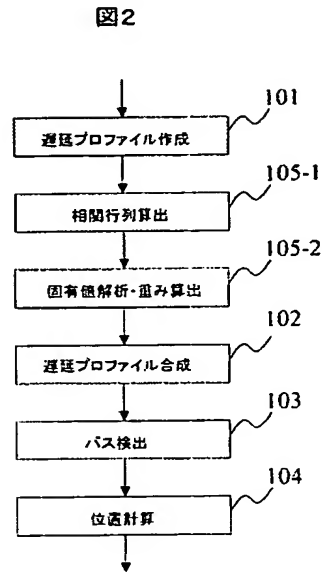 図2
101
遅延プロファイル作成
105-1
相関行列算出
105-2
固有値解析・重み算出
102
遅延プロファイル合成
103
パス検出
104
位置計算